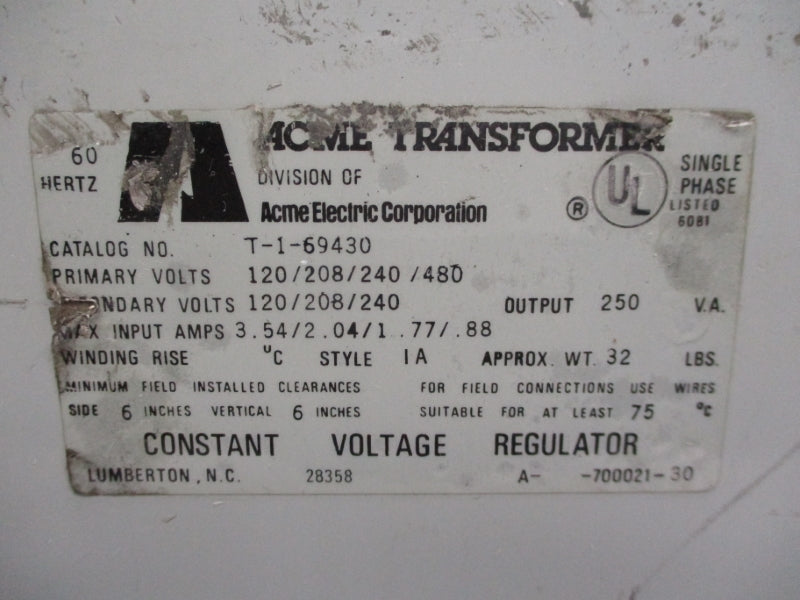 60
HERTZ
ACME TRANSFORMER
DIVISION OF
Acme Electric Corporation
®
UL
SINGLE
PHASE
LISTED
6081
CATALOG NO. T-1-69430
PRIMARY VOLTS 120/208/240/480
VOLTS 120/208/240 OUTPUT 250 V.A.
INPUT AMPS 3.54/2.04/1.77/.88
WINDING RISE °C STYLE 1A APPROX. WT. 32 LBS.
MINIMUM FIELD INSTALLED CLEARANCES FOR FIELD CONNECTIONS USE WIRES
SIDE 6 INCHES VERTICAL 6 INCHES SUITABLE FOR AT LEAST 75 °C
CONSTANT VOLTAGE REGULATOR
LUMBERTON, N.C. 28358 A- -700021-30